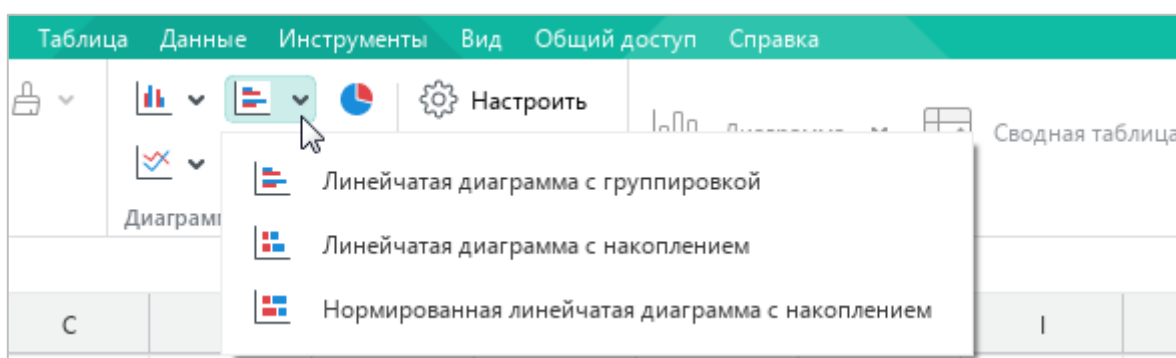 Таблица Данные Инструменты Вид Общий доступ Справка
Настроить
Сводная таблица
Линейчатая диаграмма с группировкой
Линейчатая диаграмма с накоплением
Нормированная линейчатая диаграмма с накоплением
C I